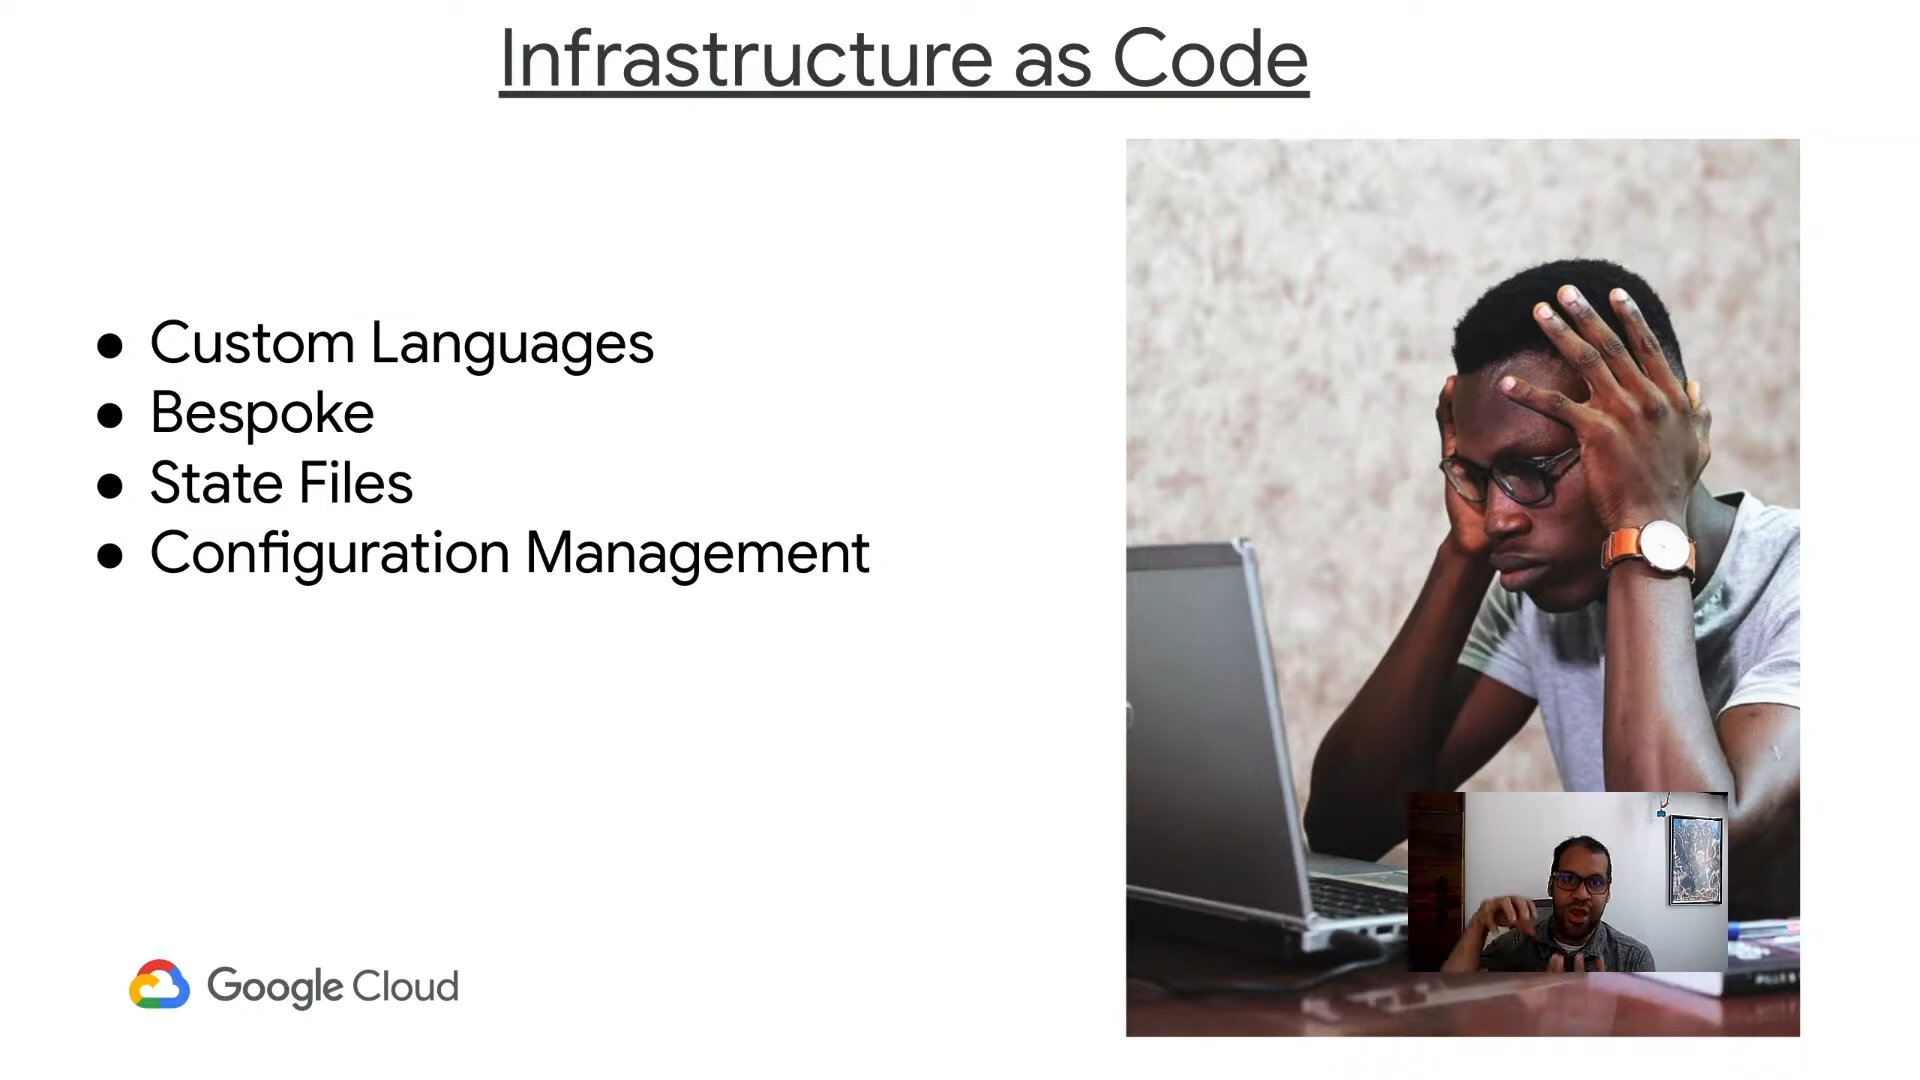 Infrastructure as Code
● Custom Languages
● Bespoke
● State Files
● Configuration Management
Google Cloud